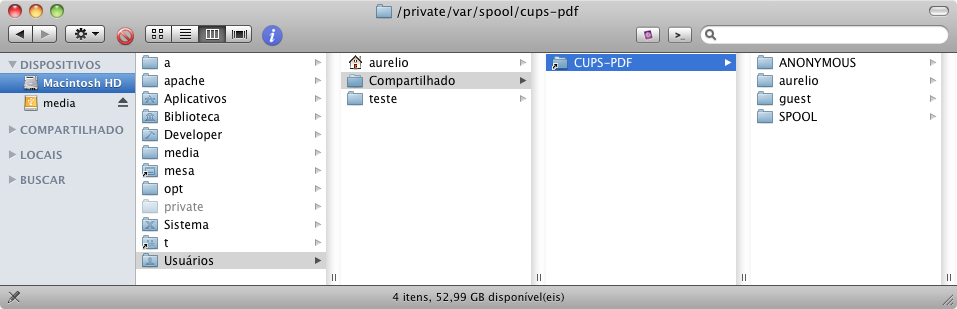 /private/var/spool/cups-pdf
DISPOSITIVOS
Macintosh HD
media
COMPARTILHADO
LOCAIS
BUSCAR
a
apache
Aplicativos
Biblioteca
Developer
media
mesa
opt
private
Sistema
t
Usuários
aurelio
Compartilhado
teste
CUPS-PDF
ANONYMOUS
aurelio
guest
SPOOL
4 itens, 52,99 GB disponível(eis)